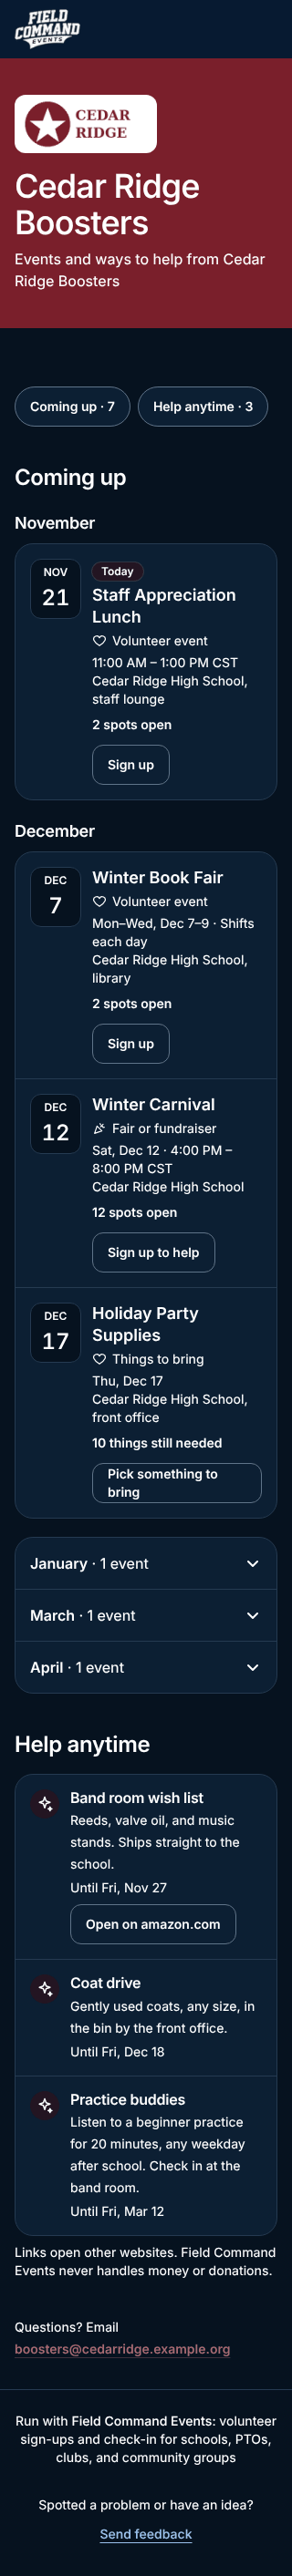 FIELD
COMMAND
EVENTS
CEDAR
RIDGE
Cedar Ridge
Boosters
Events and ways to help from Cedar
Ridge Boosters
Coming up · 7
Help anytime · 3
Coming up
November
NOV
21
Today
Staff Appreciation
Lunch
Volunteer event
11:00 AM – 1:00 PM CST
Cedar Ridge High School,
staff lounge
2 spots open
Sign up
December
DEC
7
Winter Book Fair
Volunteer event
Mon–Wed, Dec 7–9 · Shifts
each day
Cedar Ridge High School,
library
2 spots open
Sign up
DEC
12
Winter Carnival
Fair or fundraiser
Sat, Dec 12 · 4:00 PM –
8:00 PM CST
Cedar Ridge High School
12 spots open
Sign up to help
DEC
17
Holiday Party
Supplies
Things to bring
Thu, Dec 17
Cedar Ridge High School,
front office
10 things still needed
Pick something to
bring
January · 1 event
March · 1 event
April · 1 event
Help anytime
Band room wish list
Reeds, valve oil, and music
stands. Ships straight to the
school.
Until Fri, Nov 27
Open on amazon.com
Coat drive
Gently used coats, any size, in
the bin by the front office.
Until Fri, Dec 18
Practice buddies
Listen to a beginner practice
for 20 minutes, any weekday
after school. Check in at the
band room.
Until Fri, Mar 12
Links open other websites. Field Command
Events never handles money or donations.
Questions? Email
boosters@cedarridge.example.org
Run with Field Command Events: volunteer
sign-ups and check-in for schools, PTOs,
clubs, and community groups
Spotted a problem or have an idea?
Send feedback